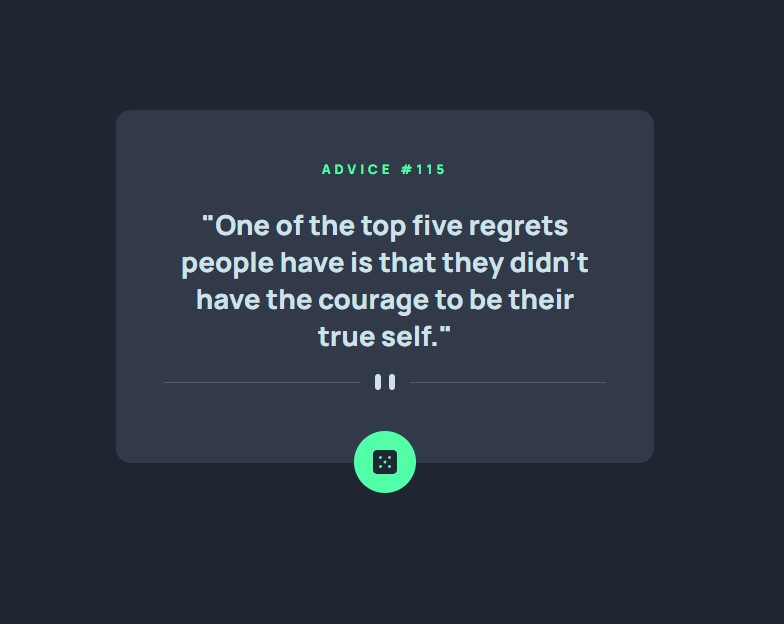 ADVICE #115
"One of the top five regrets
people have is that they didn’t
have the courage to be their
true self."